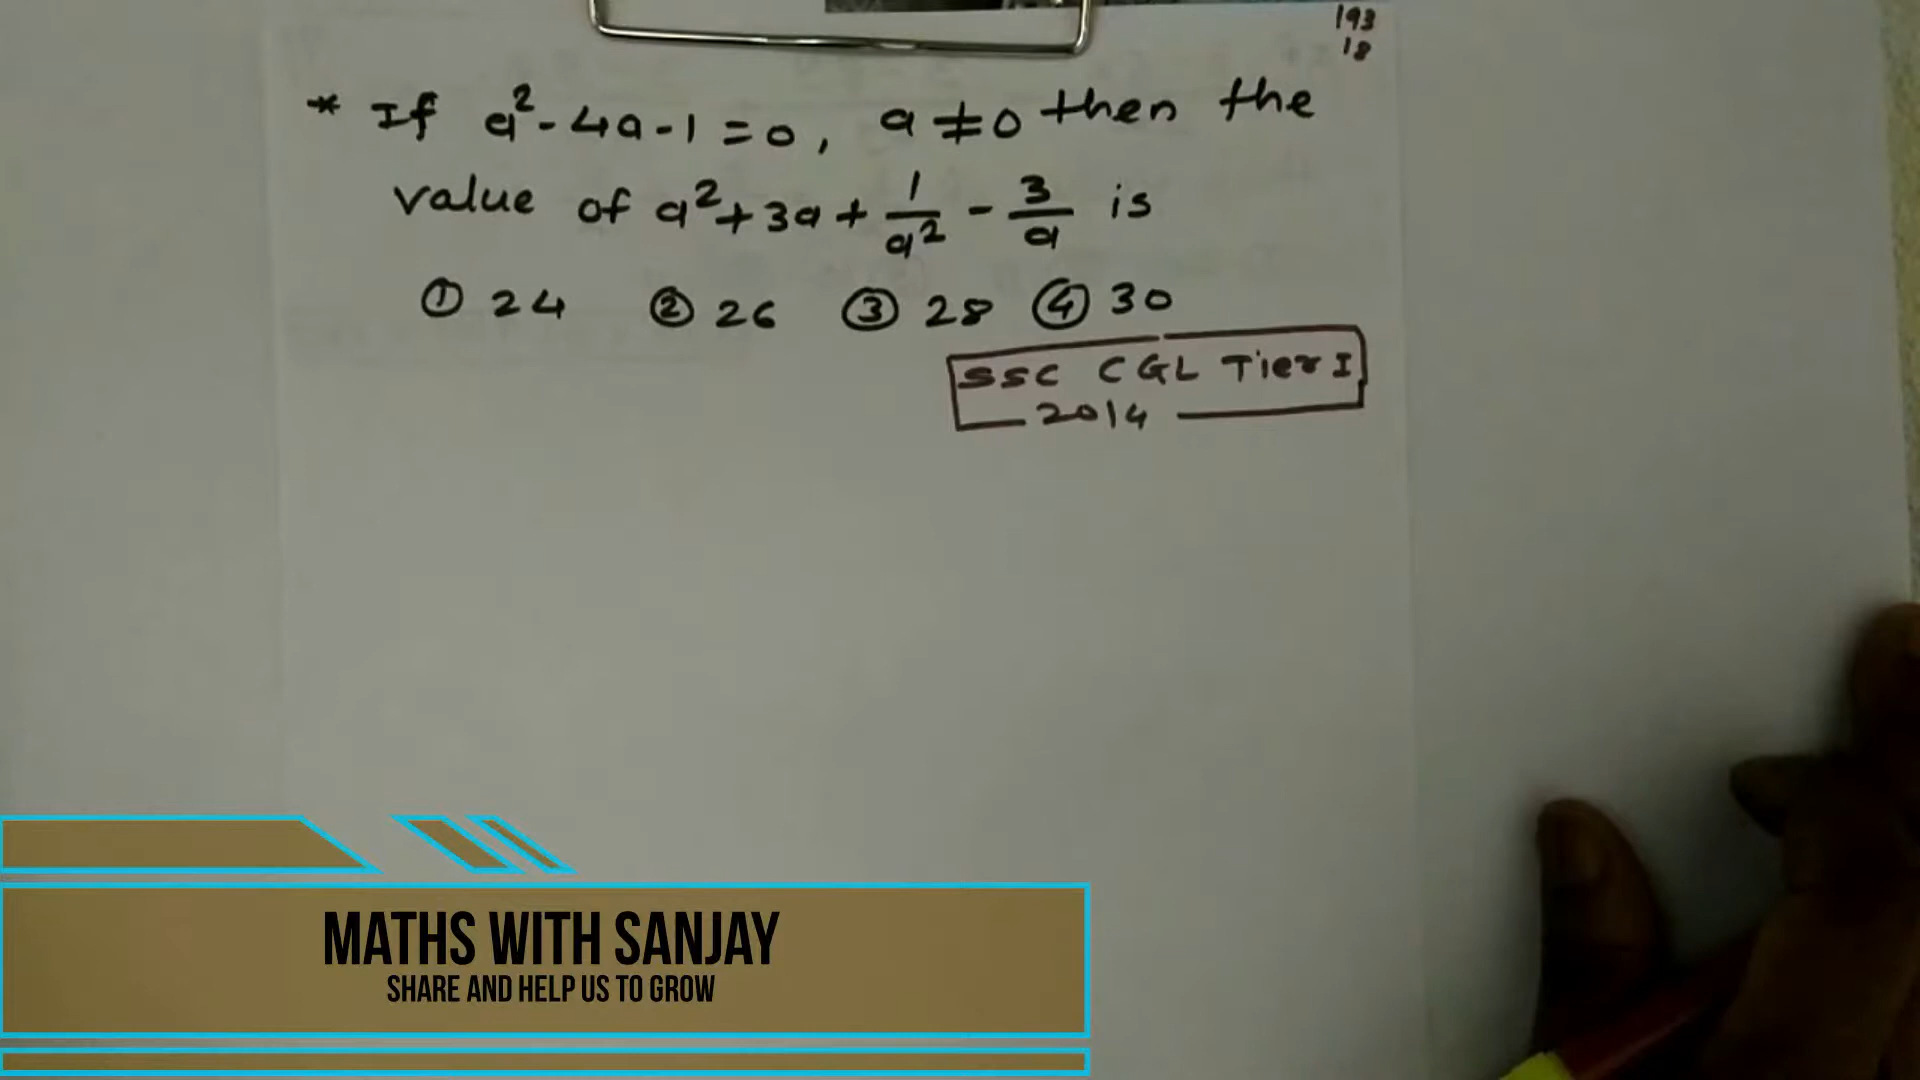 193
18
* If a² - 4a - 1 = 0, a ≠ 0 then the
value of a² + 3a + 1/a² - 3/a is
① 24 ② 26 ③ 28 ④ 30
SSC CGL Tier I
2014
MATHS WITH SANJAY
SHARE AND HELP US TO GROW